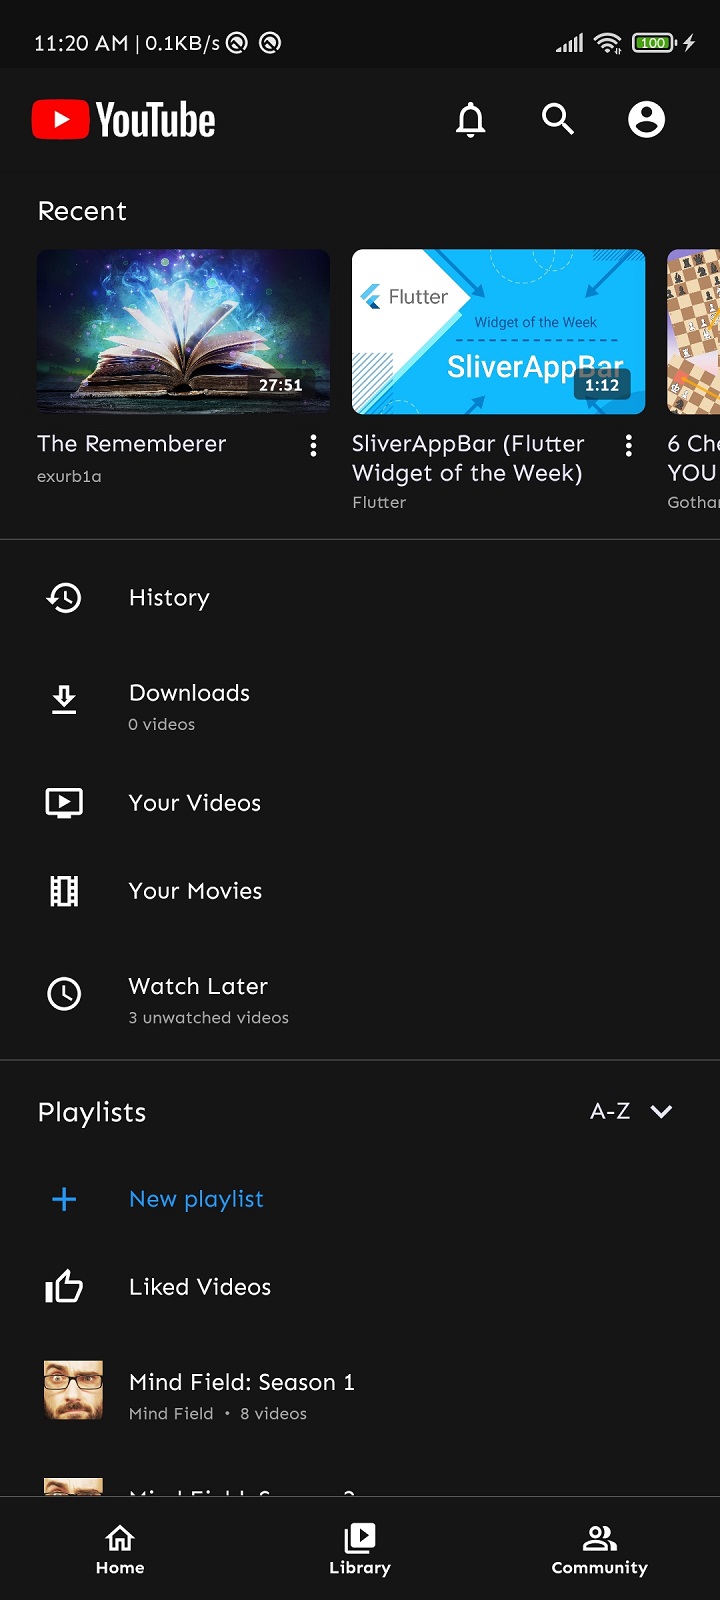 11:20 AM | 0.1KB/s
100
YouTube
Recent
Flutter
Widget of the Week
SliverAppBar
27:51
1:12
The Rememberer
exurb1a
SliverAppBar (Flutter
Widget of the Week)
Flutter
6
YOU
History
Downloads
0 videos
Your Videos
Your Movies
Watch Later
3 unwatched videos
Playlists
A-Z
New playlist
Liked Videos
Mind Field: Season 1
Mind Field • 8 videos
Home
Library
Community